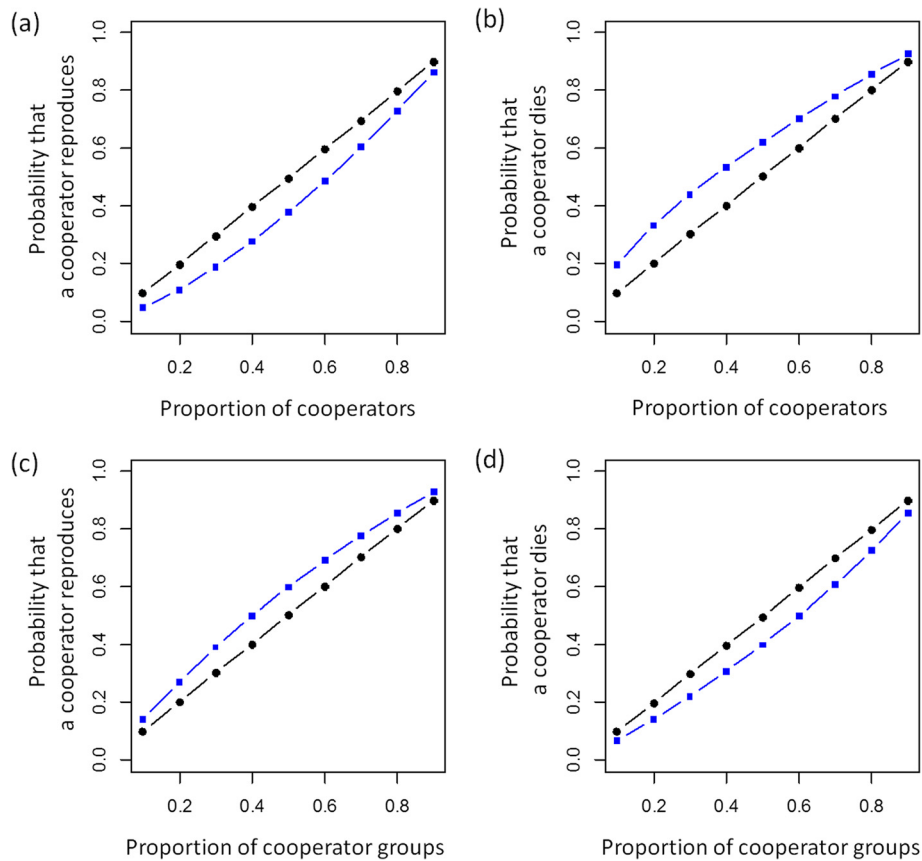 (a)
Probability that
a cooperator reproduces
0.0 0.2 0.4 0.6 0.8 1.0
0.2 0.4 0.6 0.8
Proportion of cooperators
(b)
Probability that
a cooperator dies
0.0 0.2 0.4 0.6 0.8 1.0
0.2 0.4 0.6 0.8
Proportion of cooperators
(c)
Probability that
a cooperator reproduces
0.0 0.2 0.4 0.6 0.8 1.0
0.2 0.4 0.6 0.8
Proportion of cooperator groups
(d)
Probability that
a cooperator dies
0.0 0.2 0.4 0.6 0.8 1.0
0.2 0.4 0.6 0.8
Proportion of cooperator groups